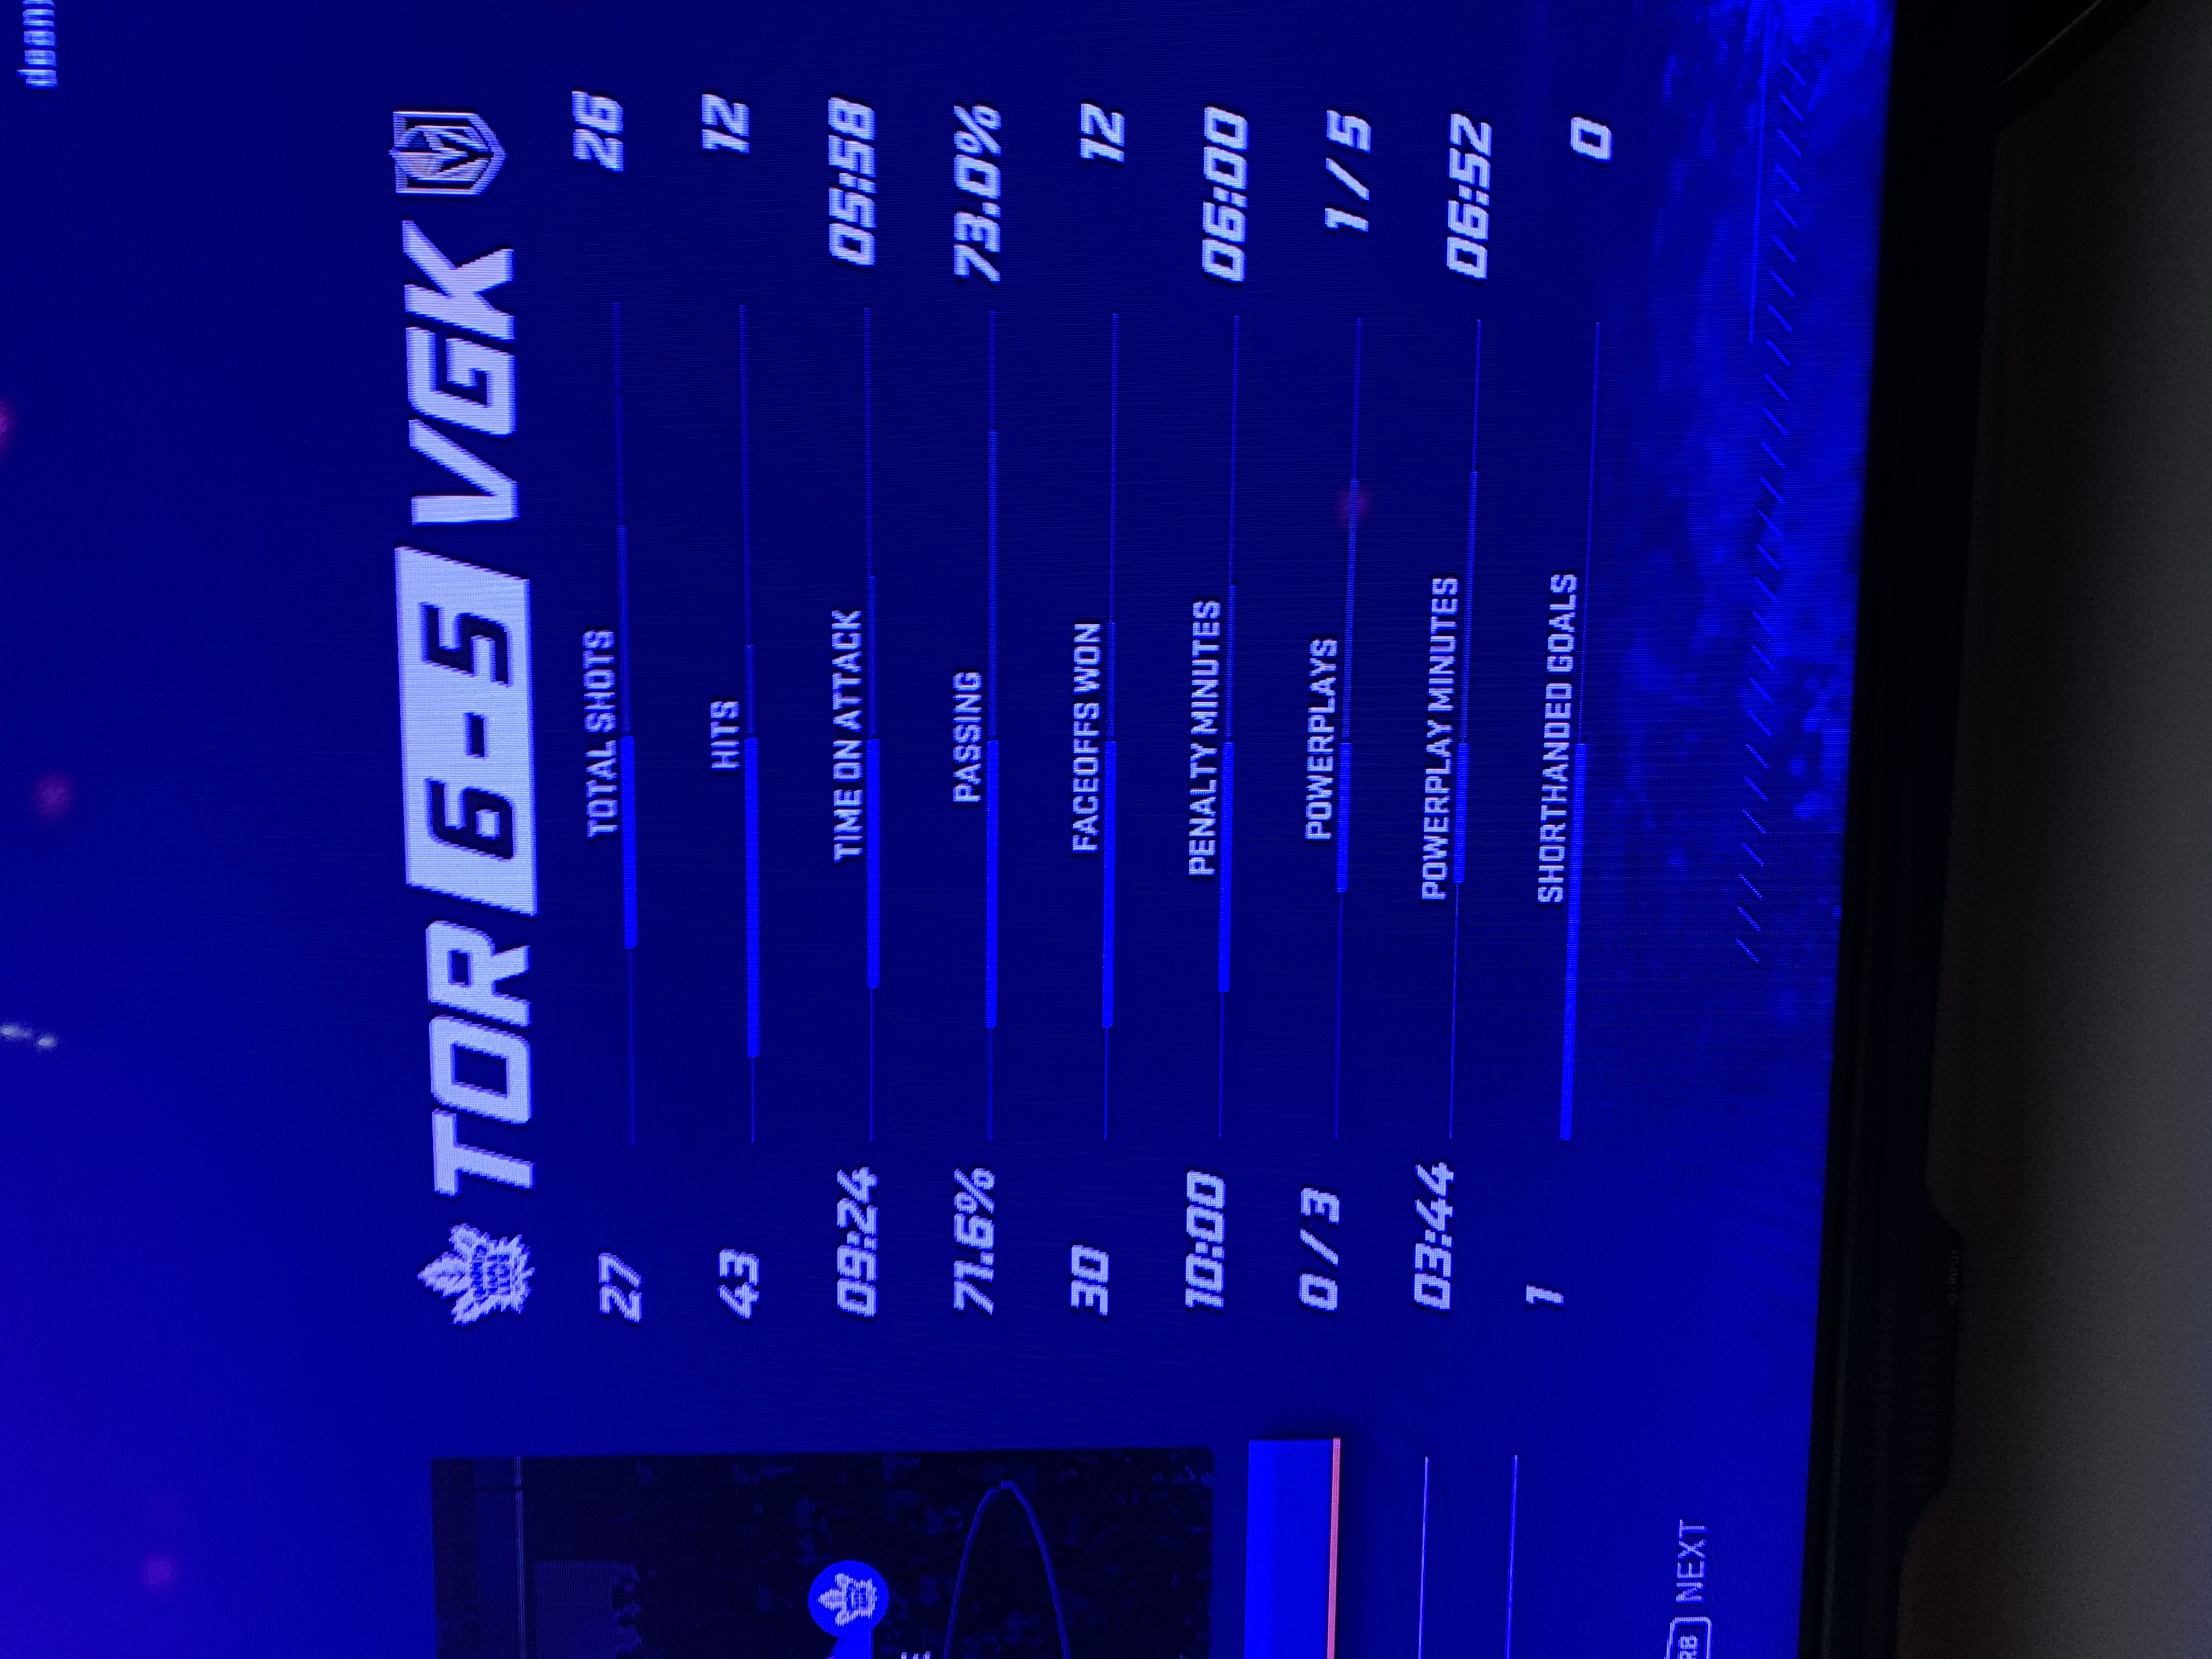 TOR 6-5 VGK
27 TOTAL SHOTS 26
43 HITS 12
09:24 TIME ON ATTACK 05:58
71.6% PASSING 73.0%
30 FACEOFFS WON 12
10:00 PENALTY MINUTES 06:00
0/3 POWERPLAYS 1/5
03:44 POWERPLAY MINUTES 06:52
1 SHORTHANDED GOALS 0
RB NEXT
INPUT